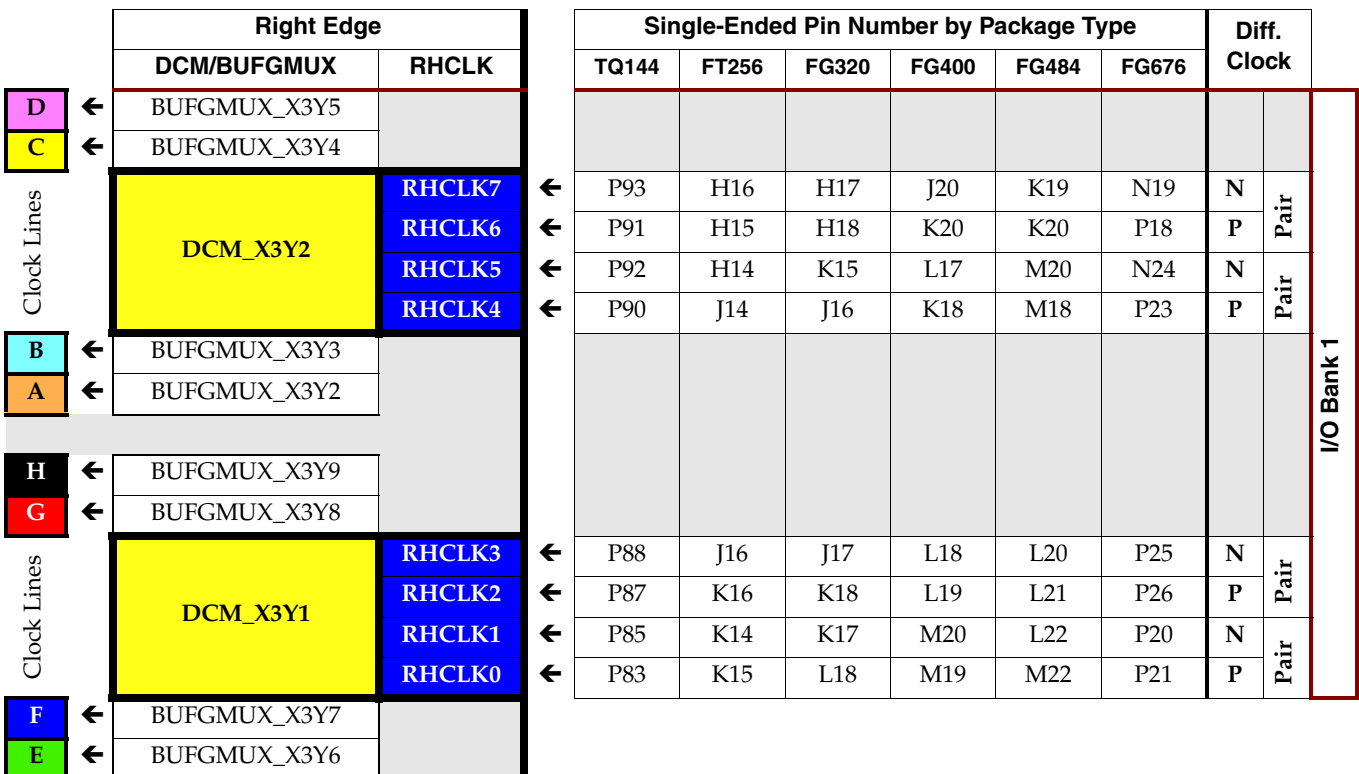 Right Edge Single-Ended Pin Number by Package Type Diff. Clock
DCM/BUFGMUX RHCLK TQ144 FT256 FG320 FG400 FG484 FG676
D ← BUFGMUX_X3Y5
C ← BUFGMUX_X3Y4
Clock Lines
DCM_X3Y2
RHCLK7 ← P93 H16 H17 J20 K19 N19 N
Pair
RHCLK6 ← P91 H15 H18 K20 K20 P18 P
RHCLK5 ← P92 H14 K15 L17 M20 N24 N
Pair
RHCLK4 ← P90 J14 J16 K18 M18 P23 P
B ← BUFGMUX_X3Y3
A ← BUFGMUX_X3Y2
I/O Bank 1
H ← BUFGMUX_X3Y9
G ← BUFGMUX_X3Y8
Clock Lines
DCM_X3Y1
RHCLK3 ← P88 J16 J17 L18 L20 P25 N
Pair
RHCLK2 ← P87 K16 K18 L19 L21 P26 P
RHCLK1 ← P85 K14 K17 M20 L22 P20 N
Pair
RHCLK0 ← P83 K15 L18 M19 M22 P21 P
F ← BUFGMUX_X3Y7
E ← BUFGMUX_X3Y6